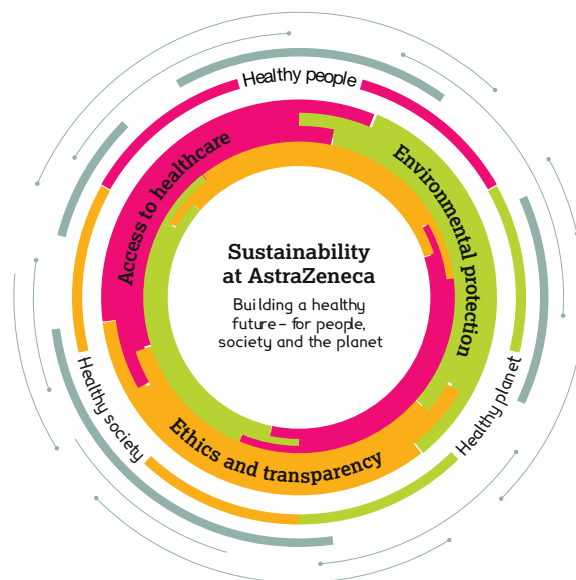 Healthy people
Access to healthcare
Environmental protection
Sustainability
at AstraZeneca
Building a healthy
future – for people,
society and the planet
Healthy society
Healthy planet
Ethics and transparency